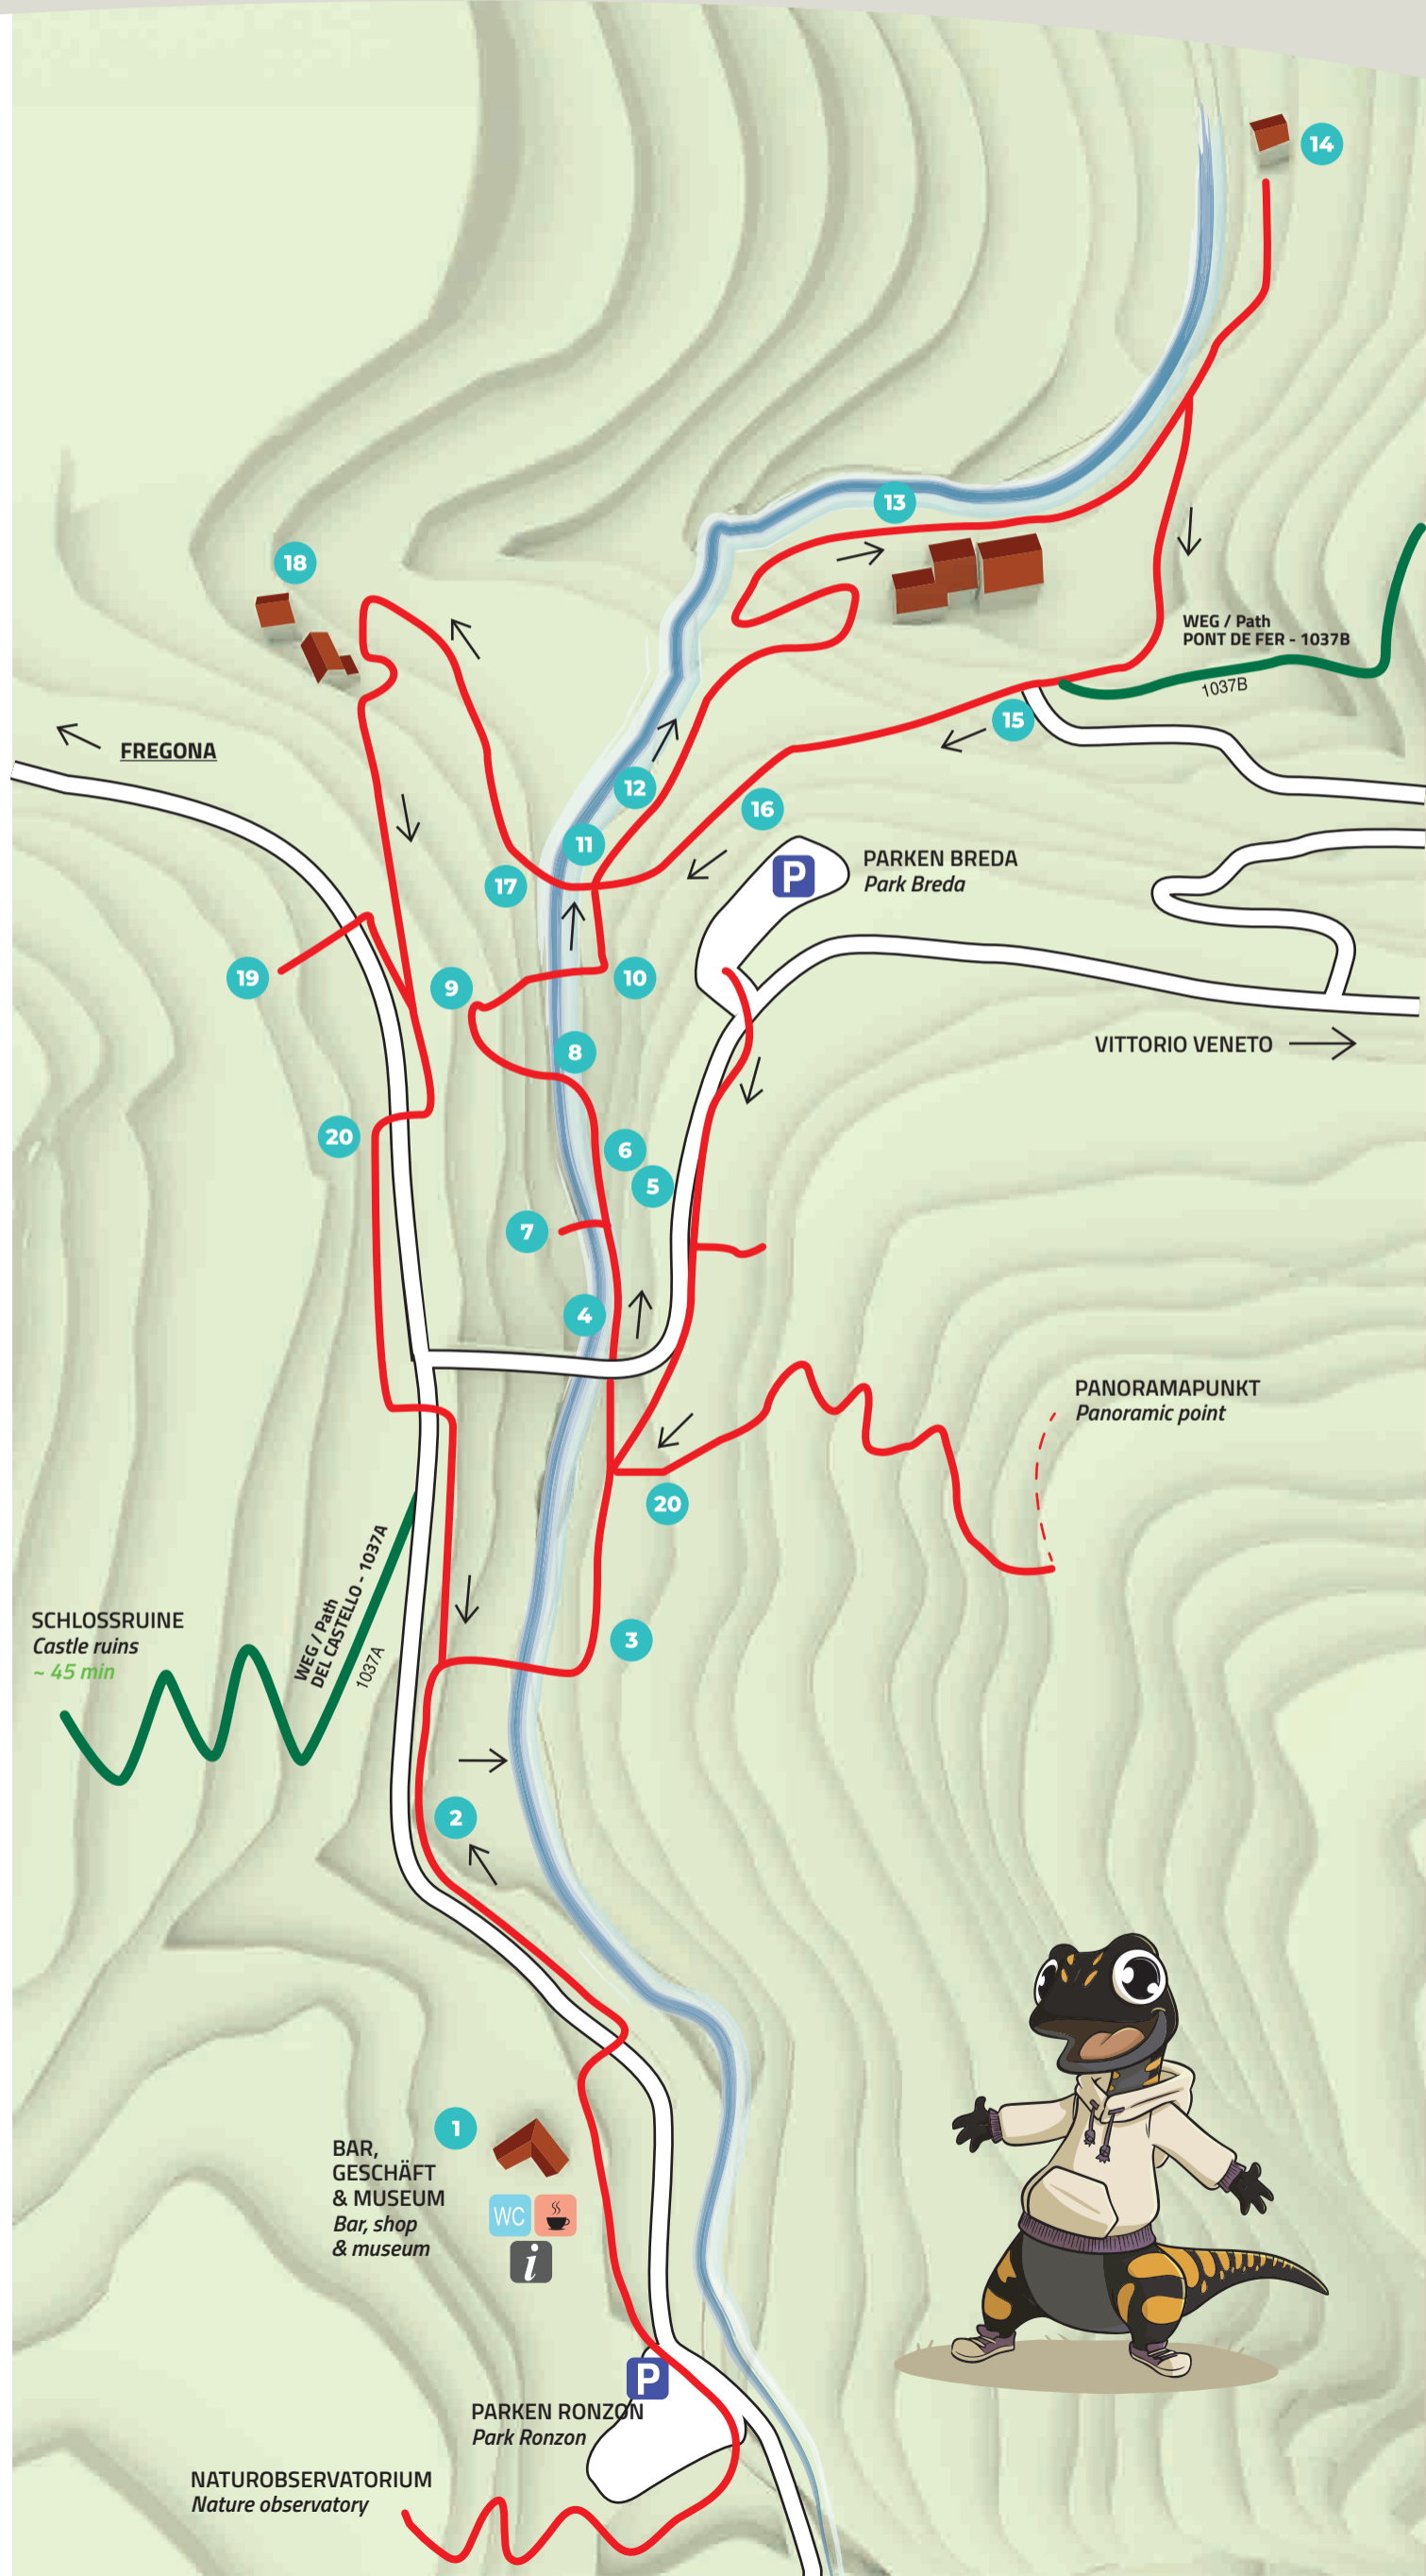 14
13
18
WEG / Path
PONT DE FER - 1037B
1037B
15
FREGONA
12
16
11
P
PARKEN BREDA
Park Breda
17
19
9
10
8
VITTORIO VENETO
20
6
5
7
4
PANORAMAPUNKT
Panoramic point
20
WEG / Path
DEL CASTELLO - 1037A
1037A
SCHLOSSRUINE
Castle ruins
~ 45 min
3
2
1
BAR,
GESCHÄFT
& MUSEUM
Bar, shop
& museum
WC
i
P
PARKEN RONZON
Park Ronzon
NATUROBSERVATORIUM
Nature observatory